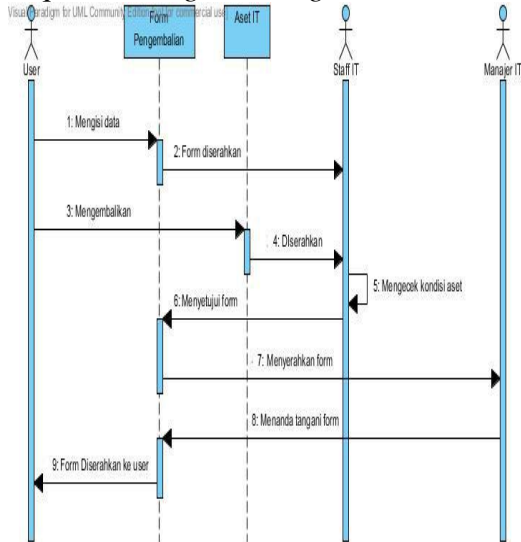 Visual Paradigm for UML Community Edition [not for commercial use]
Form
Pengembalian
Aset IT
User
Staff IT
Manajer IT
1: Mengisi data
2: Form diserahkan
3: Mengembalikan
4: DIserahkan
5: Mengecek kondisi aset
6: Menyetujui form
7: Menyerahkan form
8: Menanda tangani form
9: Form Diserahkan ke user